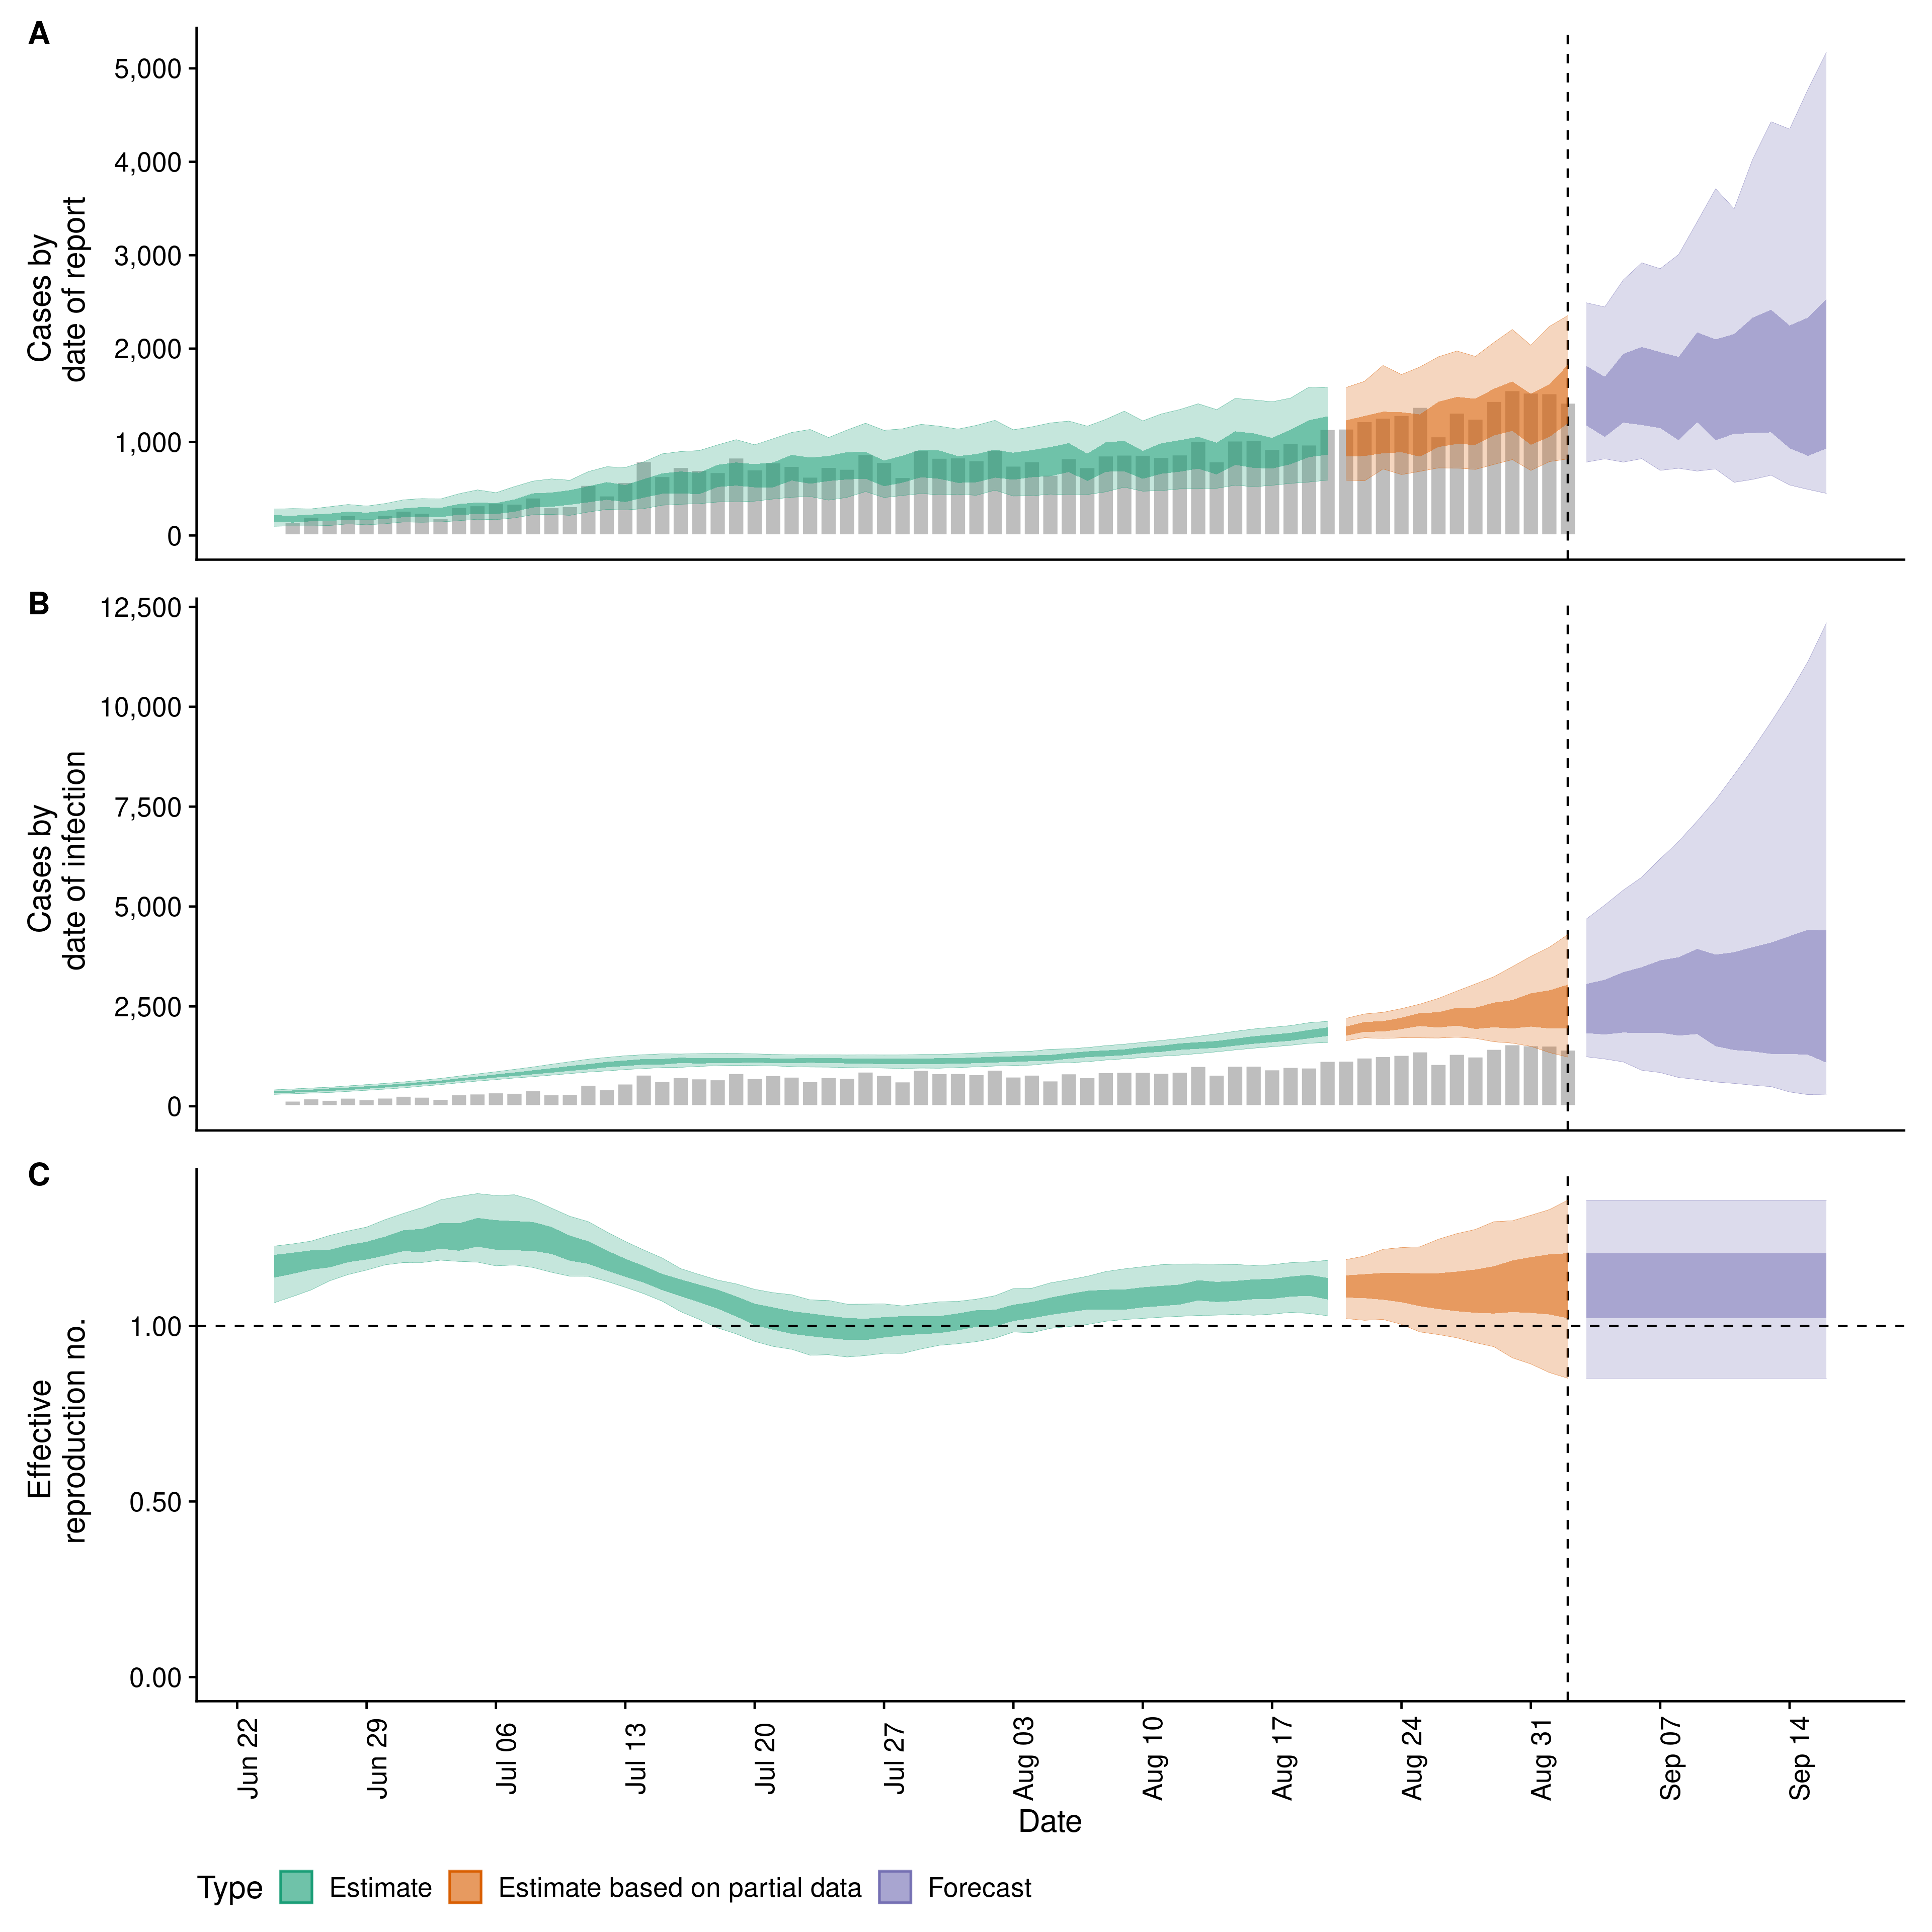 A
5,000
4,000
3,000
2,000
1,000
0
Cases by
date of report
B
12,500
10,000
7,500
5,000
2,500
0
Cases by
date of infection
C
1.00
0.50
0.00
Effective
reproduction no.
Jun 22
Jun 29
Jul 06
Jul 13
Jul 20
Jul 27
Aug 03
Aug 10
Aug 17
Aug 24
Aug 31
Sep 07
Sep 14
Date
Type Estimate Estimate based on partial data Forecast